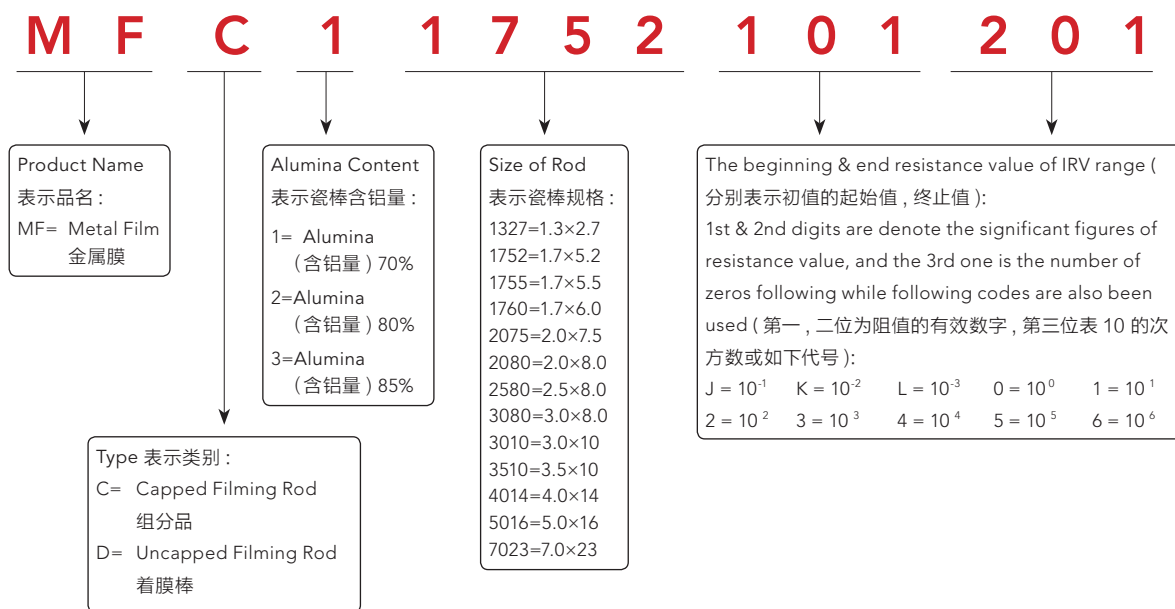 M F C 1 1 7 5 2 1 0 1 2 0 1
Product Name
表示品名 :
MF= Metal Film
金属膜
Alumina Content
表示瓷棒含铝量 :
1= Alumina
(含铝量) 70%
2=Alumina
(含铝量) 80%
3=Alumina
(含铝量) 85%
Size of Rod
表示瓷棒规格 :
1327=1.3×2.7
1752=1.7×5.2
1755=1.7×5.5
1760=1.7×6.0
2075=2.0×7.5
2080=2.0×8.0
2580=2.5×8.0
3080=3.0×8.0
3010=3.0×10
3510=3.5×10
4014=4.0×14
5016=5.0×16
7023=7.0×23
The beginning & end resistance value of IRV range (
分别表示初值的起始值 , 终止值 ):
1st & 2nd digits are denote the significant figures of
resistance value, and the 3rd one is the number of
zeros following while following codes are also been
used ( 第一 , 二位为阻值的有效数字 , 第三位表 10 的次
方数或如下代号 ):
J = 10⁻¹ K = 10⁻² L = 10⁻³ 0 = 10⁰ 1 = 10¹
2 = 10² 3 = 10³ 4 = 10⁴ 5 = 10⁵ 6 = 10⁶
Type 表示类别 :
C= Capped Filming Rod
组分品
D= Uncapped Filming Rod
着膜棒